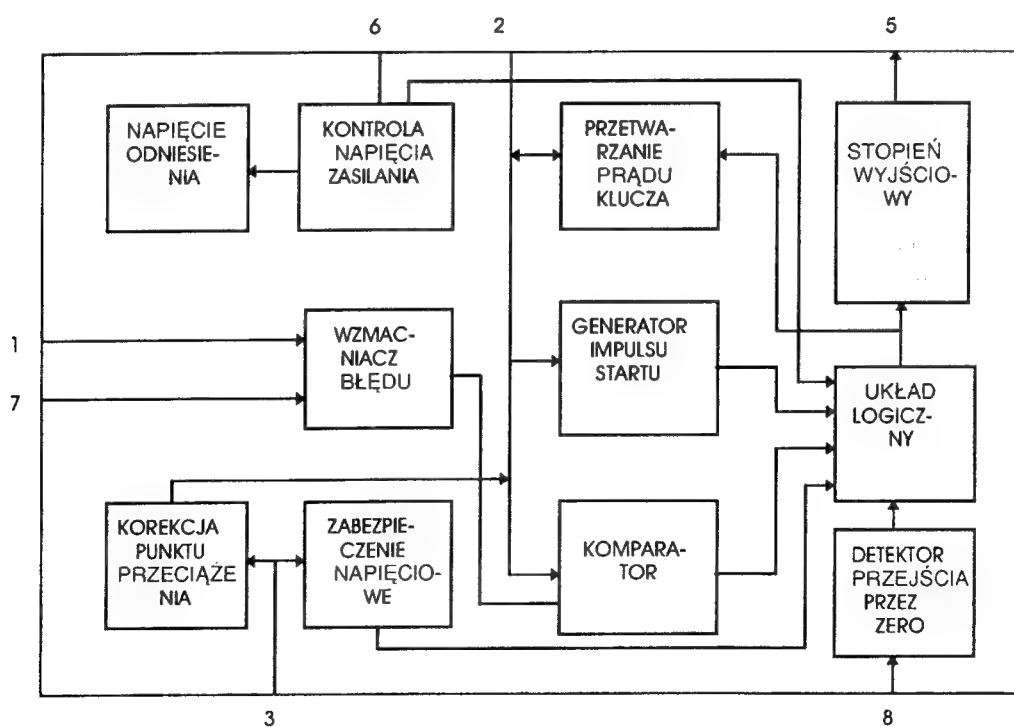 6 2 5
NAPIĘCIE
ODNIESIE-
NIA
KONTROLA
NAPIĘCIA
ZASILANIA
PRZETWA-
RZANIE
PRĄDU
KLUCZA
STOPIEŃ
WYJŚCIO-
WY
1
7
WZMAC-
NIACZ
BŁĘDU
GENERATOR
IMPULSU
STARTU
UKŁAD
LOGICZ-
NY
KOREKCJA
PUNKTU
PRZECIĄŻE
NIA
ZABEZPIE-
CZENIE
NAPIĘCIO-
WE
KOMPARA-
TOR
DETEKTOR
PRZEJŚCIA
PRZEZ
ZERO
3 8